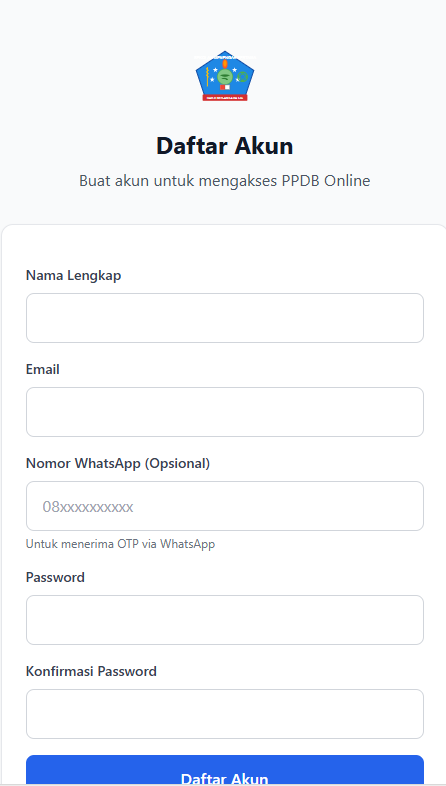 Daftar Akun
Buat akun untuk mengakses PPDB Online
Nama Lengkap
Email
Nomor WhatsApp (Opsional)
08xxxxxxxxxx
Untuk menerima OTP via WhatsApp
Password
Konfirmasi Password
Daftar Akun